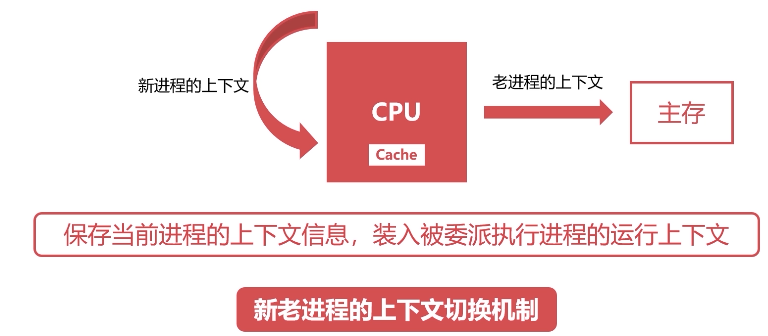 新进程的上下文
老进程的上下文
CPU
主存
Cache
保存当前进程的上下文信息，装入被委派执行进程的运行上下文
新老进程的上下文切换机制